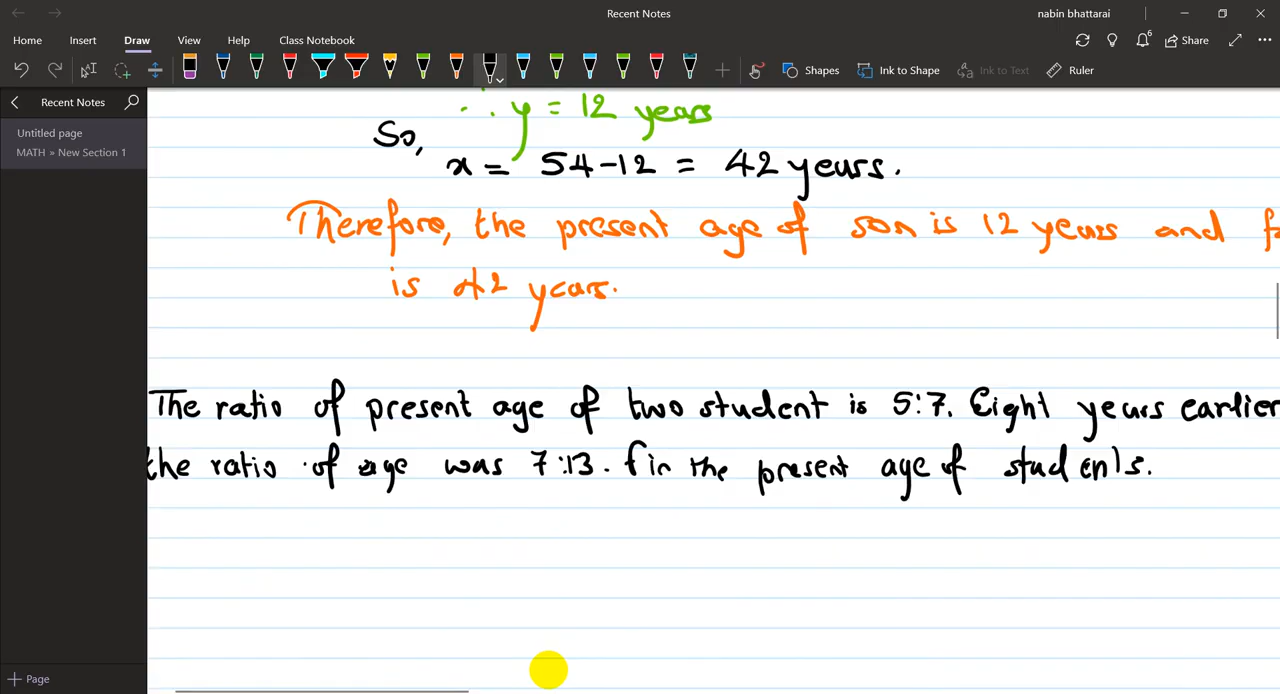 Recent Notes
nabin bhattarai
Home Insert Draw View Help Class Notebook
6
Share
Shapes
Ink to Shape
Ink to Text
Ruler
Recent Notes
Untitled page
MATH » New Section 1
∴ y = 12 years
So,
x = 54-12 = 42 years.
Therefore, the present age of son is 12 years and
is 42 years.
The ratio of present age of two student is 5:7. Eight years earlier
the ratio of age was 7:13. fin the present age of students.
Page